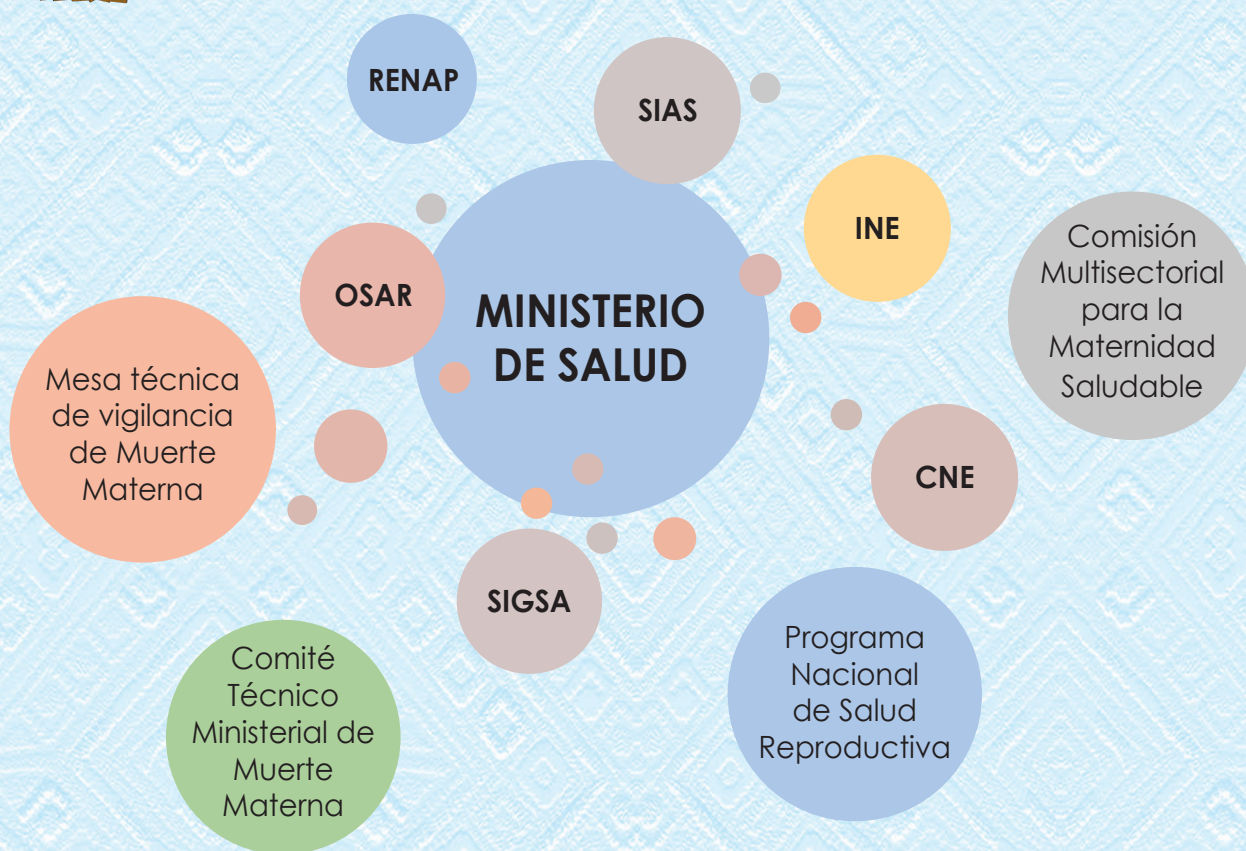 RENAP
SIAS
INE
Comisión
Multisectorial
para la
Maternidad
Saludable
OSAR
MINISTERIO
DE SALUD
Mesa técnica
de vigilancia
de Muerte
Materna
CNE
SIGSA
Programa
Nacional
de Salud
Reproductiva
Comité
Técnico
Ministerial de
Muerte
Materna